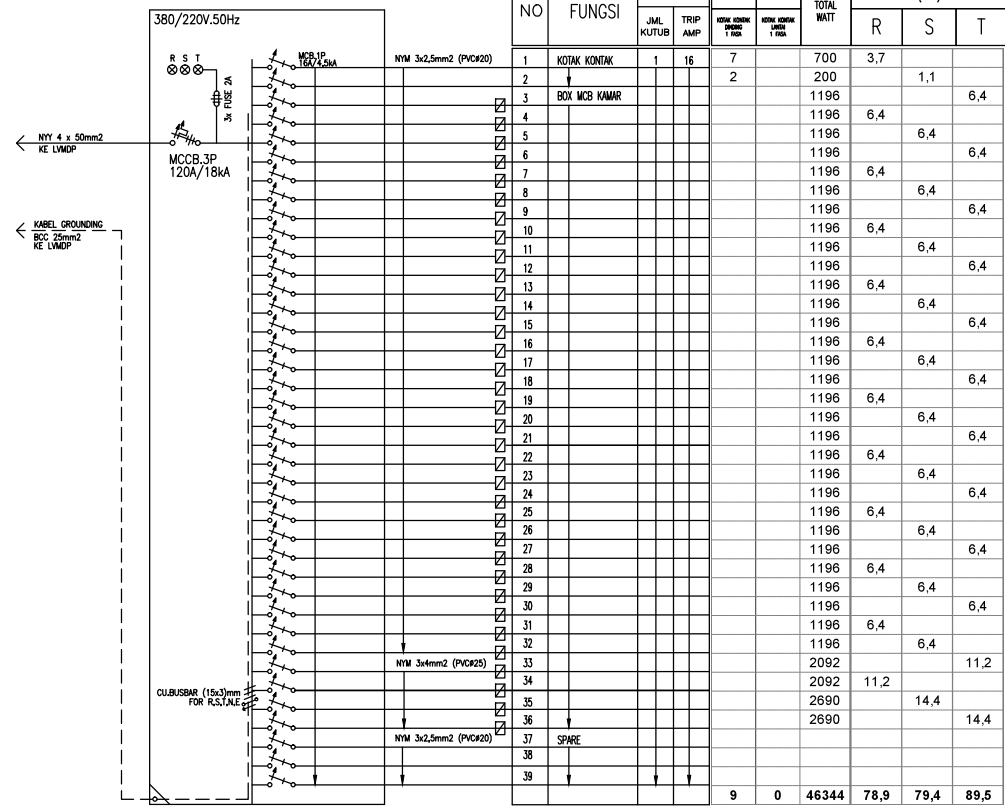 380/220V.50Hz
R S T
3x FUSE 2A
MCB.1P
16A/4,5kA
NYM 3x2,5mm2 (PVC#20)
NYY 4 x 50mm2
KE LVMDP
MCCB.3P
120A/18kA
KABEL GROUNDING
BCC 25mm2
KE LVMDP
NYM 3x4mm2 (PVC#25)
CU.BUSBAR (15x3)mm
FOR R,S,T,N,E
NYM 3x2,5mm2 (PVC#20)
NO FUNGSI JML KUTUB TRIP AMP KOTAK KONTAK DINDING 1 FASA KOTAK KONTAK LANTAI 1 FASA TOTAL WATT R S T
1 KOTAK KONTAK 1 16 7 700 3,7
2 2 200 1,1
3 BOX MCB KAMAR 1196 6,4
4 1196 6,4
5 1196 6,4
6 1196 6,4
7 1196 6,4
8 1196 6,4
9 1196 6,4
10 1196 6,4
11 1196 6,4
12 1196 6,4
13 1196 6,4
14 1196 6,4
15 1196 6,4
16 1196 6,4
17 1196 6,4
18 1196 6,4
19 1196 6,4
20 1196 6,4
21 1196 6,4
22 1196 6,4
23 1196 6,4
24 1196 6,4
25 1196 6,4
26 1196 6,4
27 1196 6,4
28 1196 6,4
29 1196 6,4
30 1196 6,4
31 1196 6,4
32 1196 6,4
33 2092 11,2
34 2092 11,2
35 2690 14,4
36 2690 14,4
37 SPARE
38
39
9 0 46344 78,9 79,4 89,5